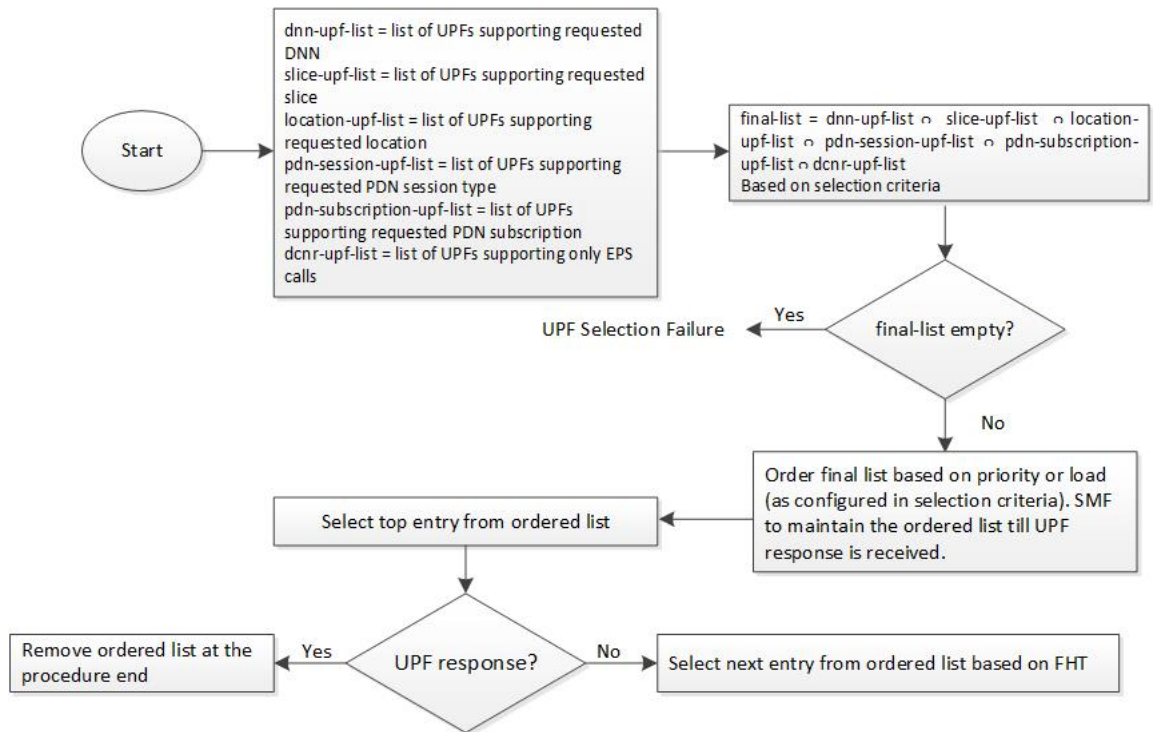 Start
dnn-upf-list = list of UPFs supporting requested
DNN
slice-upf-list = list of UPFs supporting requested
slice
location-upf-list = list of UPFs supporting
requested location
pdn-session-upf-list = list of UPFs supporting
requested PDN session type
pdn-subscription-upf-list = list of UPFs
supporting requested PDN subscription
dcnr-upf-list = list of UPFs supporting only EPS
calls
final-list = dnn-upf-list ∩ slice-upf-list ∩ location-
upf-list ∩ pdn-session-upf-list ∩ pdn-subscription-
upf-list ∩ dcnr-upf-list
Based on selection criteria
final-list empty?
Yes
UPF Selection Failure
No
Order final list based on priority or load
(as configured in selection criteria). SMF
to maintain the ordered list till UPF
response is received.
Select top entry from ordered list
UPF response?
Yes
Remove ordered list at the
procedure end
No
Select next entry from ordered list based on FHT